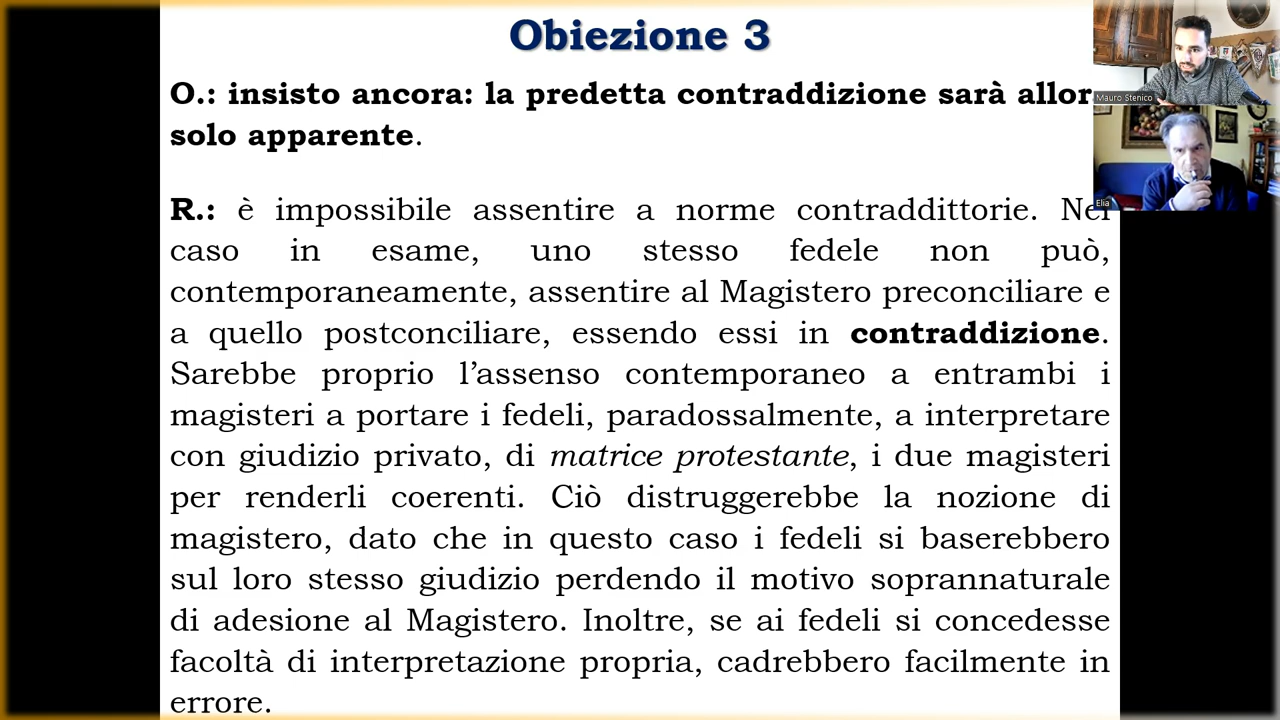 Obiezione 3
O.: insisto ancora: la predetta contraddizione sarà allor
solo apparente.
R.: è impossibile assentire a norme contraddittorie. Nel
caso in esame, uno stesso fedele non può,
contemporaneamente, assentire al Magistero preconciliare e
a quello postconciliare, essendo essi in contraddizione.
Sarebbe proprio l’assenso contemporaneo a entrambi i
magisteri a portare i fedeli, paradossalmente, a interpretare
con giudizio privato, di matrice protestante, i due magisteri
per renderli coerenti. Ciò distruggerebbe la nozione di
magistero, dato che in questo caso i fedeli si baserebbero
sul loro stesso giudizio perdendo il motivo soprannaturale
di adesione al Magistero. Inoltre, se ai fedeli si concedesse
facoltà di interpretazione propria, cadrebbero facilmente in
errore.
Mauro Stenico
Elia